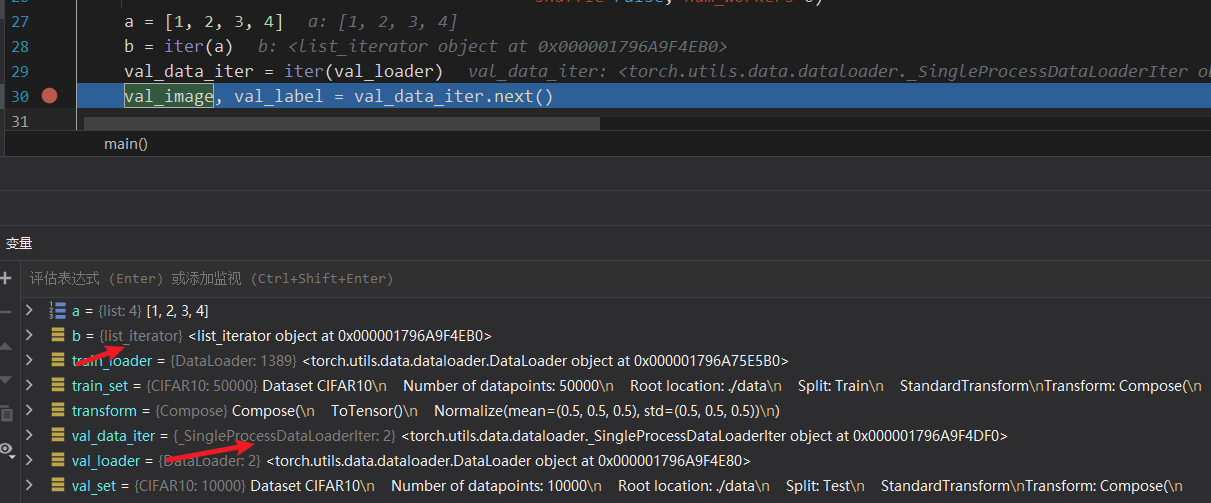 27 a = [1, 2, 3, 4] a: [1, 2, 3, 4]
28 b = iter(a) b: <list_iterator object at 0x000001796A9F4EB0>
29 val_data_iter = iter(val_loader) val_data_iter: <torch.utils.data.dataloader._SingleProcessDataLoaderIter o
30 val_image, val_label = val_data_iter.next()
31
main()
变量
评估表达式 (Enter) 或添加监视 (Ctrl+Shift+Enter)
a = {list: 4} [1, 2, 3, 4]
b = {list_iterator} <list_iterator object at 0x000001796A9F4EB0>
train_loader = {DataLoader: 1389} <torch.utils.data.dataloader.DataLoader object at 0x000001796A75E5B0>
train_set = {CIFAR10: 50000} Dataset CIFAR10\n Number of datapoints: 50000\n Root location: ./data\n Split: Train\n StandardTransform\nTransform: Compose(\n
transform = {Compose} Compose(\n ToTensor()\n Normalize(mean=(0.5, 0.5, 0.5), std=(0.5, 0.5, 0.5))\n)
val_data_iter = {_SingleProcessDataLoaderIter: 2} <torch.utils.data.dataloader._SingleProcessDataLoaderIter object at 0x000001796A9F4DF0>
val_loader = {DataLoader: 2} <torch.utils.data.dataloader.DataLoader object at 0x000001796A9F4E80>
val_set = {CIFAR10: 10000} Dataset CIFAR10\n Number of datapoints: 10000\n Root location: ./data\n Split: Test\n StandardTransform\nTransform: Compose(\n